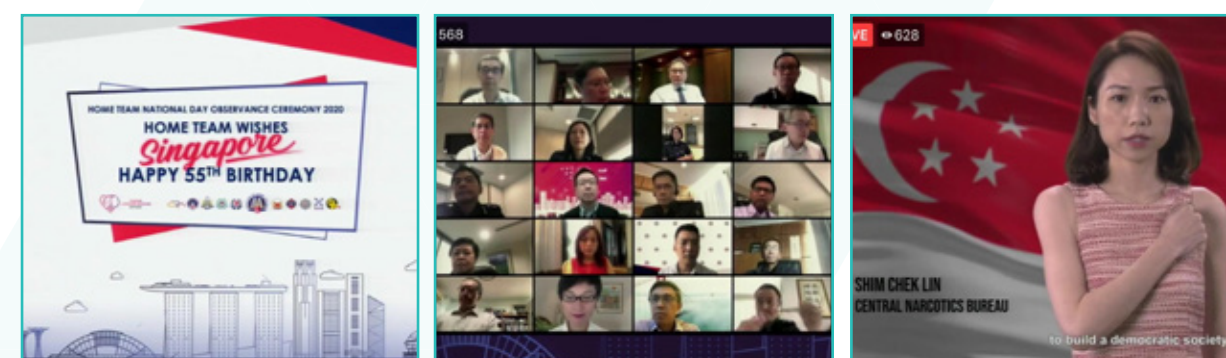 HOME TEAM NATIONAL DAY OBSERVANCE CEREMONY 2020
HOME TEAM WISHES
Singapore
HAPPY 55TH BIRTHDAY
568
VE 628
SHIM CHEK LIN
CENTRAL NARCOTICS BUREAU
to build a democratic society